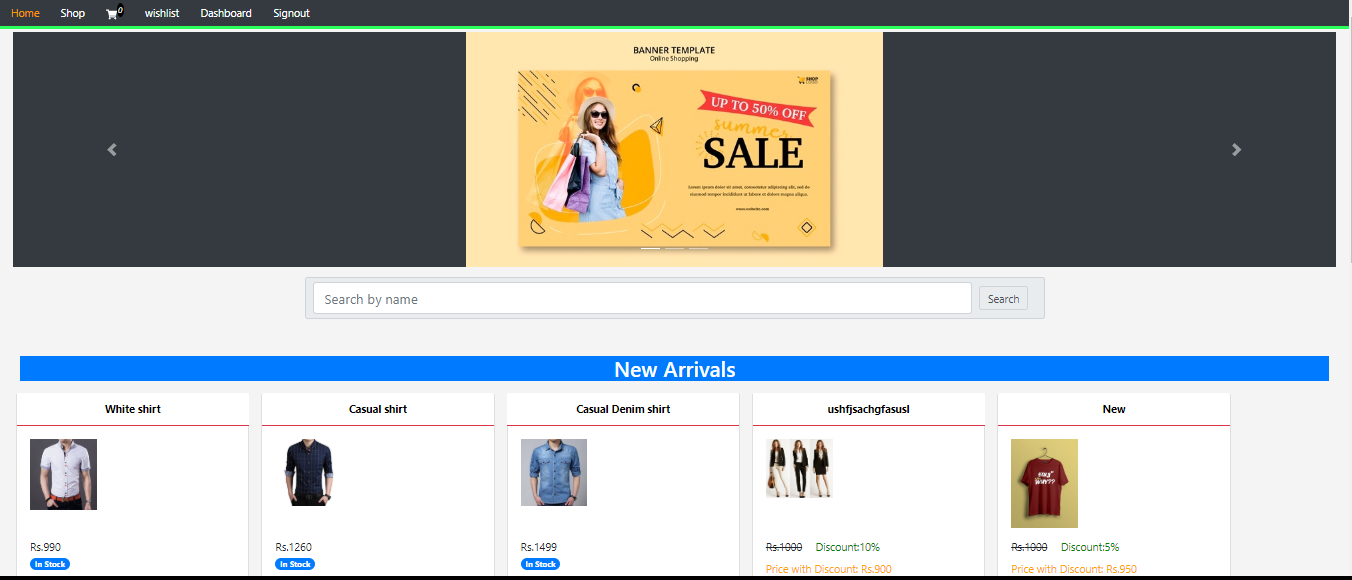 Home Shop 0 wishlist Dashboard Signout
BANNER TEMPLATE
Online Shopping
SHOP
UP TO 50% OFF
summer
SALE
Lorem ipsum dolor sit amet, consectetur adipiscing elit, sed do
eiusmod tempor incididunt ut labore et dolore magna aliqua.
www.website.com
Search by name Search
New Arrivals
White shirt Casual shirt Casual Denim shirt ushfjsachgfasusl New
Rs.990 Rs.1260 Rs.1499 Rs.1000 Discount:10% Rs.1000 Discount:5%
In Stock In Stock In Stock Price with Discount: Rs.900 Price with Discount: Rs.950